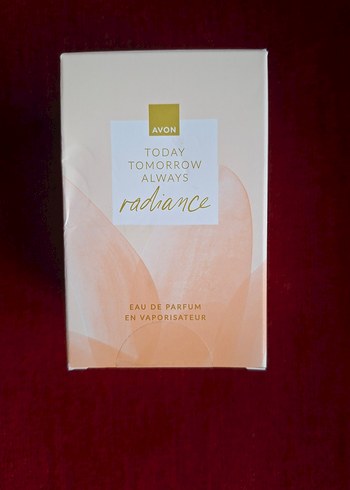 AVON
TODAY
TOMORROW
ALWAYS
radiance
EAU DE PARFUM
EN VAPORISATEUR